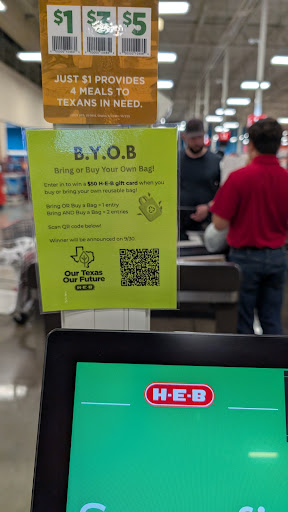 $1 $3 $5
JUST $1 PROVIDES
4 MEALS TO
TEXANS IN NEED.
B.Y.O.B
Bring or Buy Your Own Bag!
Enter in to win a $50 H-E-B gift card when you
buy or bring your own reusable bag!
Bring OR Buy a Bag = 1 entry
Bring AND Buy a Bag = 2 entries
Scan QR code below!
Winner will be announced on 9/30
Our Texas
Our Future
H-E-B
H-E-B